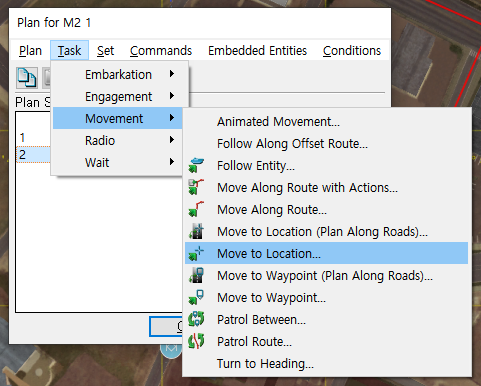 Plan for M2 1
Plan Task Set Commands Embedded Entities Conditions
Plan S
1
2
Embarkation
Engagement
Movement
Radio
Wait
Animated Movement...
Follow Along Offset Route...
Follow Entity...
Move Along Route with Actions...
Move Along Route...
Move to Location (Plan Along Roads)...
Move to Location...
Move to Waypoint (Plan Along Roads)...
Move to Waypoint...
Patrol Between...
Patrol Route...
Turn to Heading...
M